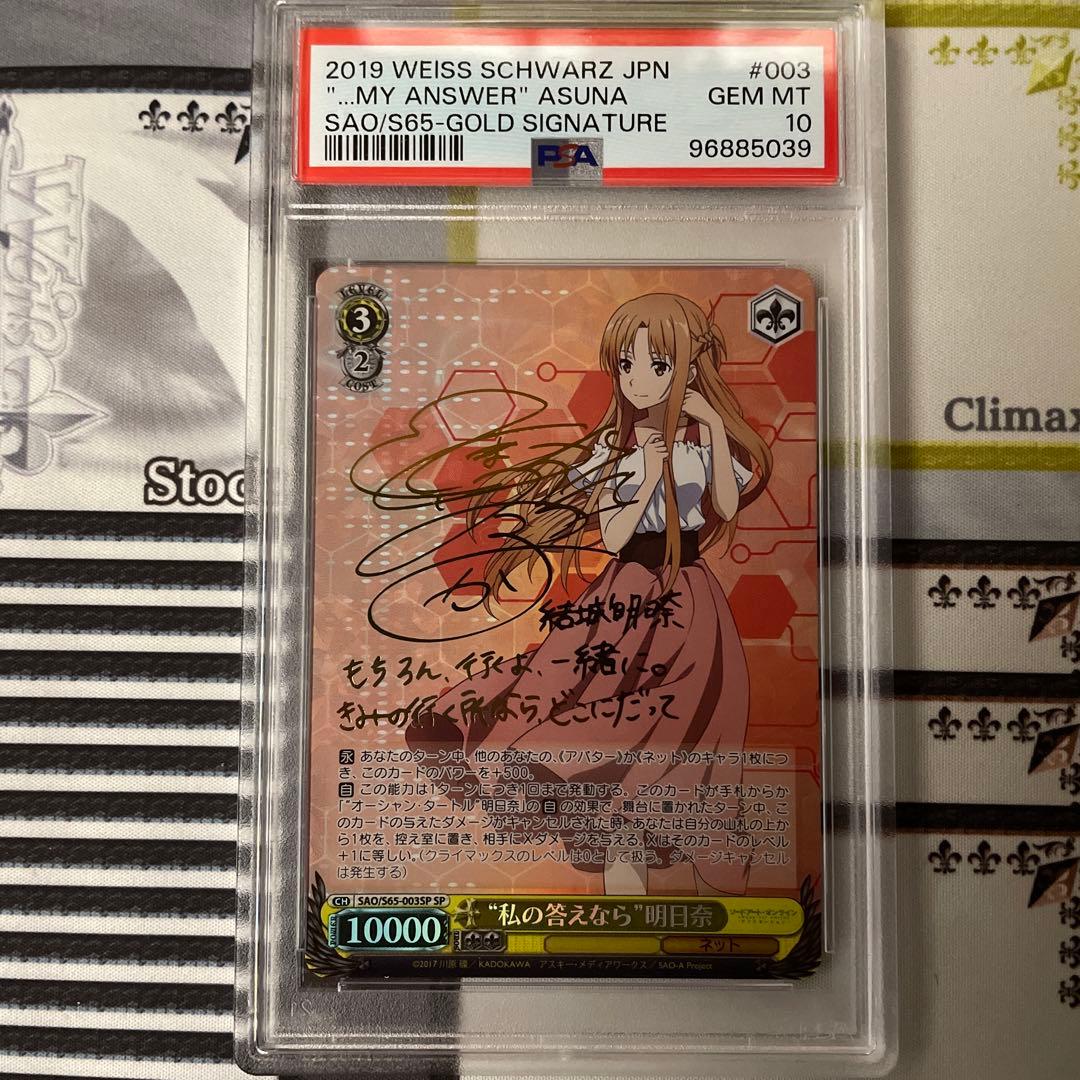 2019 WEISS SCHWARZ JPN #003
"...MY ANSWER" ASUNA GEM MT
SAO/S65-GOLD SIGNATURE 10
PSA 96885039
Stoc
Climax
LEVEL
3
2
COST
結城明日奈
もちろん、行くよ、一緒に。
きみの行く所なら、どこにだって
永 あなたのターン中、他のあなたの、《アバター》か《ネット》のキャラ1枚につ
き、このカードのパワーを+500。
自 この能力は1ターンにつき1回まで発動する。このカードが手札からか
「“オーシャン・タートル”明日奈」の 自 の効果で、舞台に置かれたターン中、こ
のカードの与えたダメージがキャンセルされた時、あなたは自分の山札の上か
ら1枚を、控え室に置き、相手にXダメージを与える。Xはそのカードのレベル
+1に等しい。(クライマックスのレベルは0として扱う。ダメージキャンセル
は発生する)
CH SAO/S65-003SP SP
“私の答えなら”明日奈
ソードアート・オンライン
POWER 10000 SOUL
ネット
©2017 川原 礫／KADOKAWA アスキー・メディアワークス／SAO-A Project